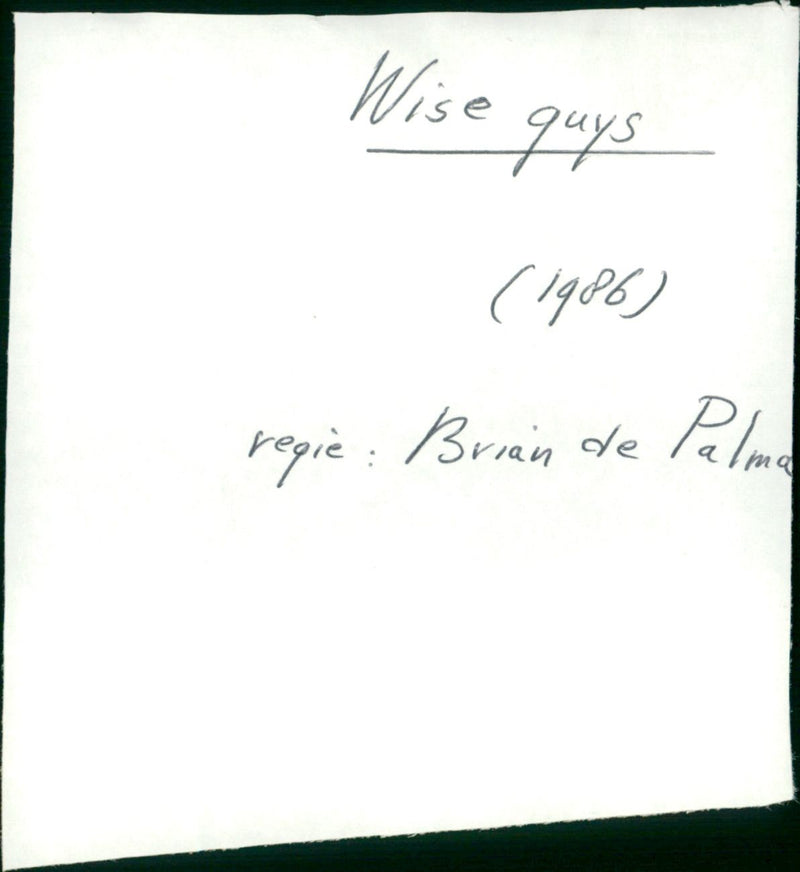 Wise guys
(1986)
regie: Brian de Palma